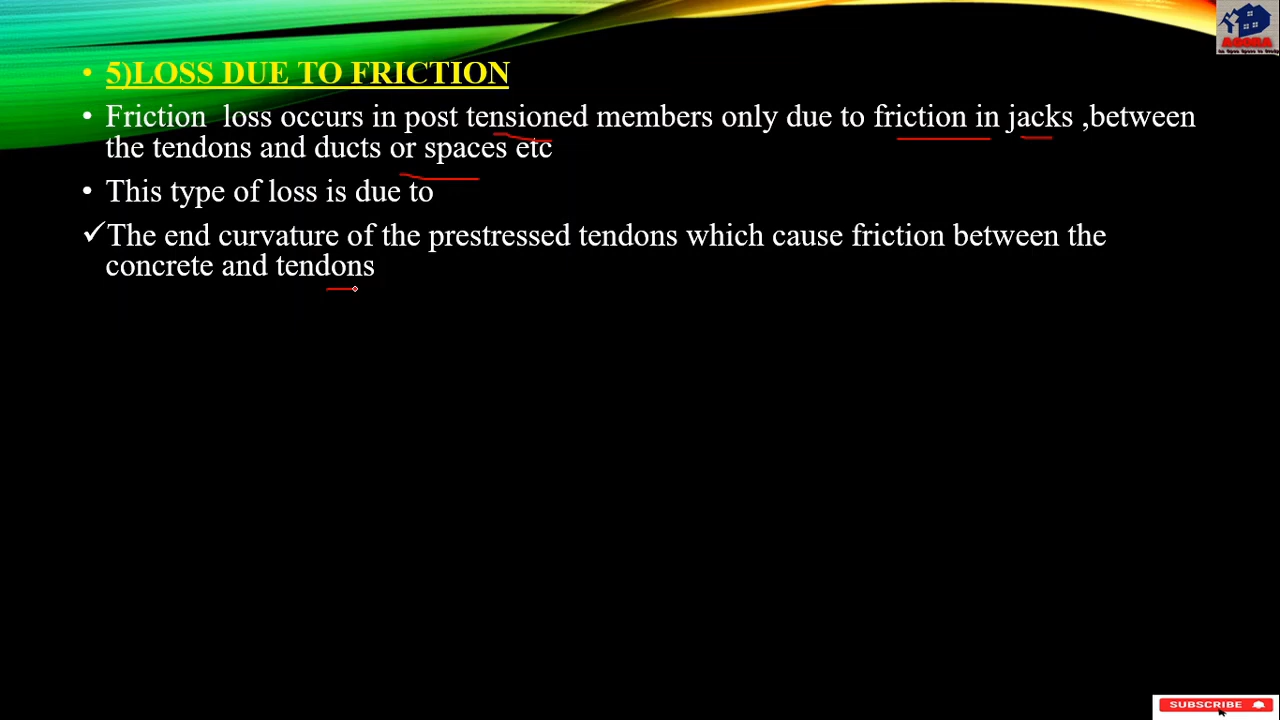 5)LOSS DUE TO FRICTION
Friction loss occurs in post tensioned members only due to friction in jacks ,between
the tendons and ducts or spaces etc
This type of loss is due to
The end curvature of the prestressed tendons which cause friction between the
concrete and tendons
SUBSCRIBE